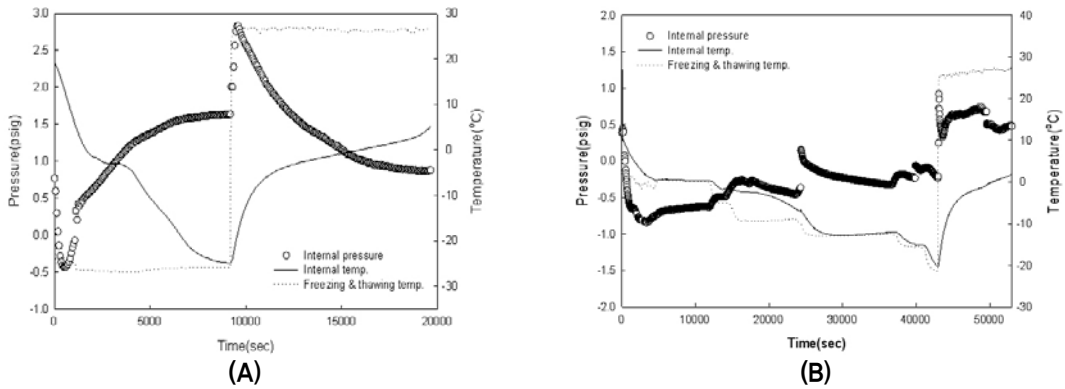 3.0
2.5
2.0
1.5
1.0
0.5
0.0
-0.5
-1.0
Pressure(psig)
30
20
10
0
-10
-20
-30
Temperature(°C)
Internal pressure
Internal temp.
Freezing & thawing temp.
0 5000 10000 15000 20000
Time(sec)
(A)
2.0
1.5
1.0
0.5
0.0
-0.5
-1.0
-1.5
-2.0
Pressure(psig)
40
30
20
10
0
-10
-20
-30
Temperature(°C)
Internal pressure
Internal temp.
Freezing & thawing temp.
0 10000 20000 30000 40000 50000
Time(sec)
(B)